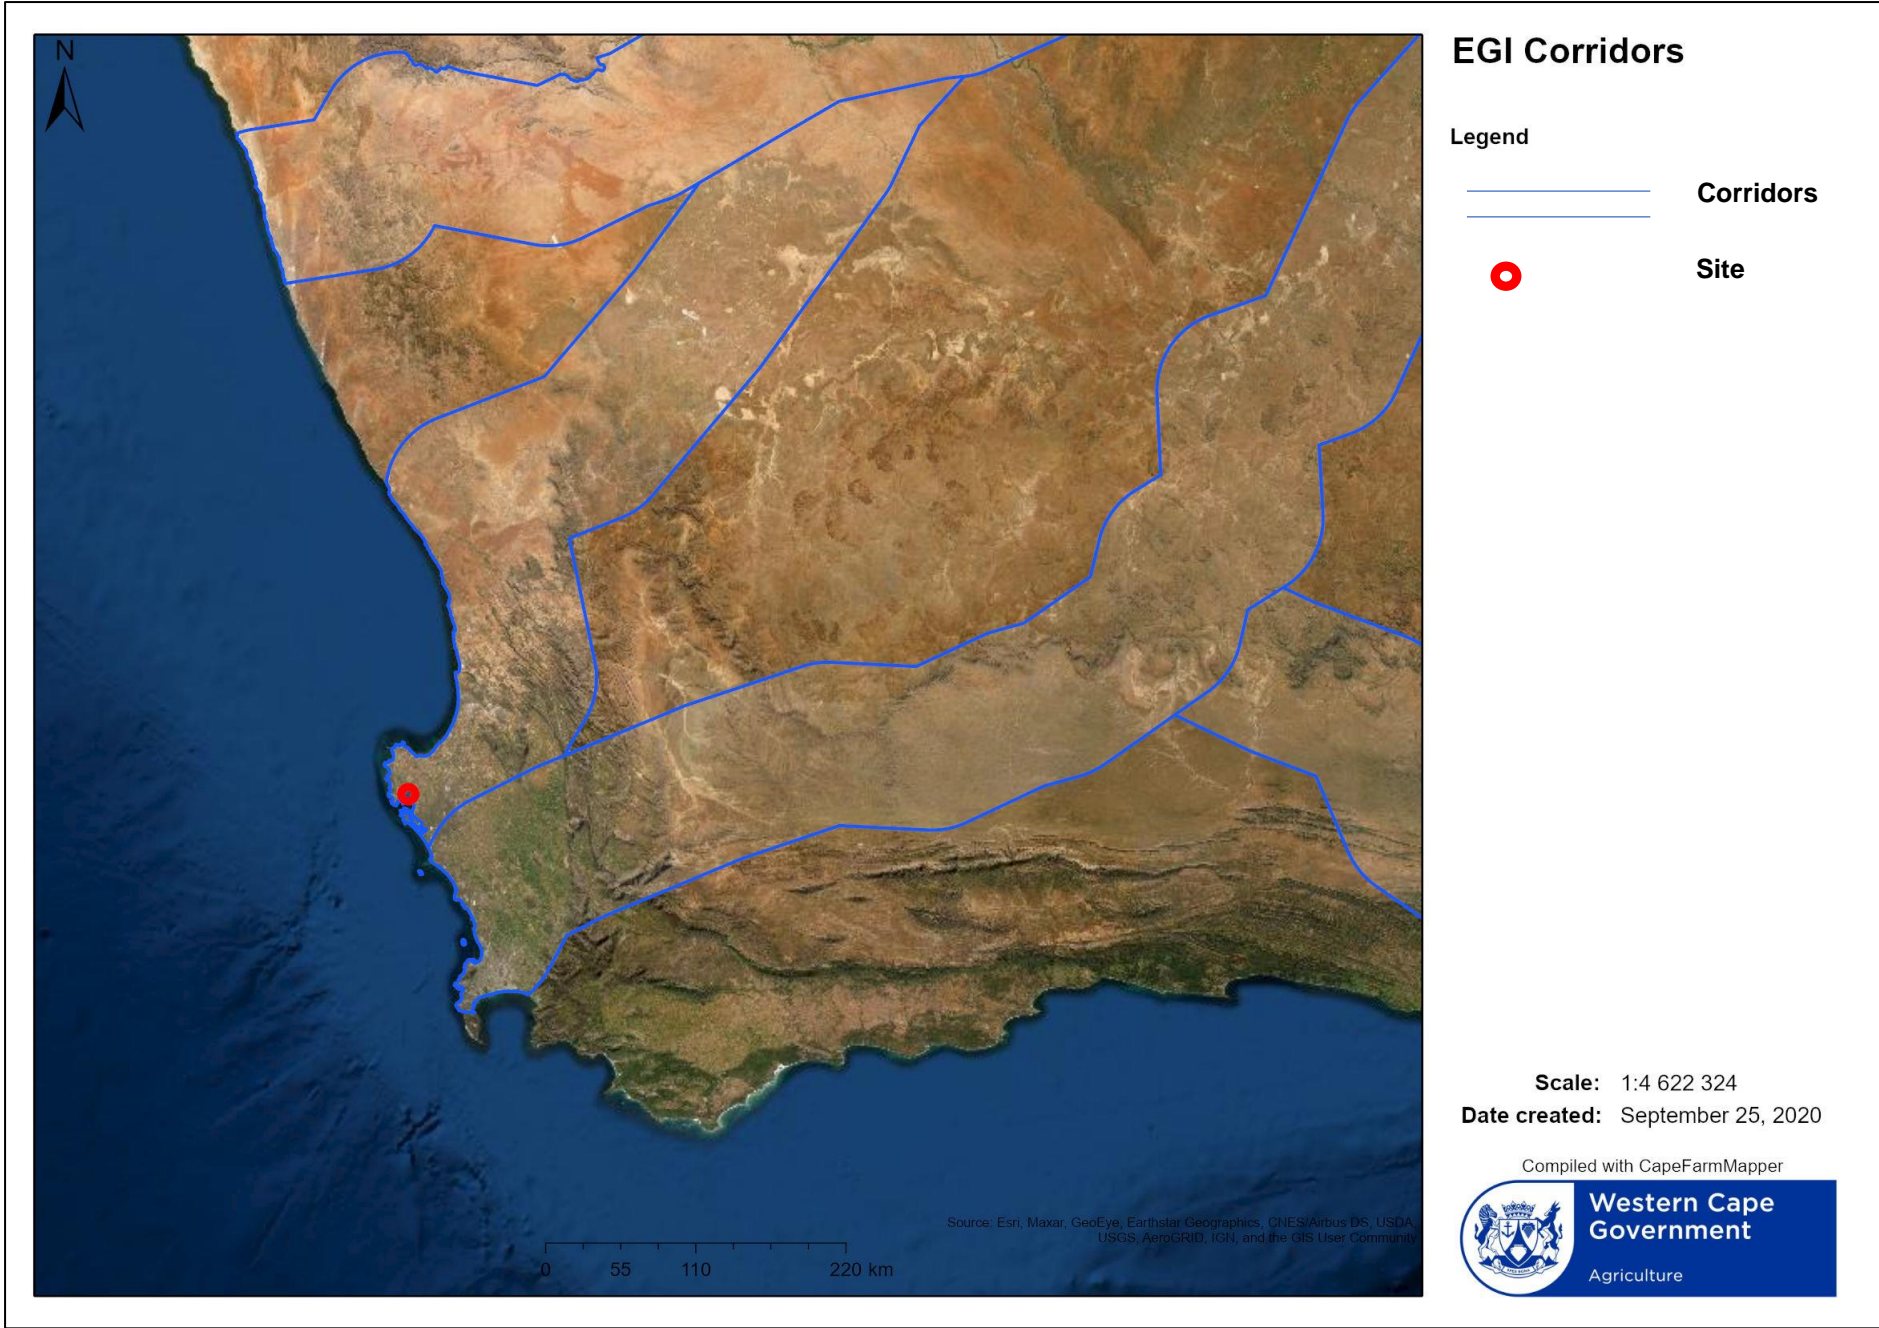 N
EGI Corridors
Legend
Corridors
Site
Scale: 1:4 622 324
Date created: September 25, 2020
Compiled with CapeFarmMapper
Western Cape
Government
Agriculture
Source: Esri, Maxar, GeoEye, Earthstar Geographics, CNES/Airbus DS, USDA,
USGS, AeroGRID, IGN, and the GIS User Community
0 55 110 220 km